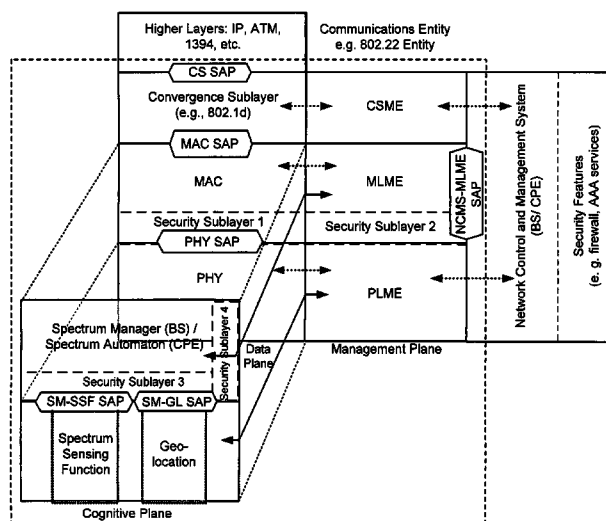 Higher Layers: IP, ATM,
1394, etc.
Communications Entity
e.g. 802.22 Entity
CS SAP
Convergence Sublayer
(e.g., 802.1d)
CSME
MAC SAP
MAC
MLME
NCMS-MLME
SAP
Security Sublayer 1
Security Sublayer 2
PHY SAP
PHY
PLME
Network Control and Management System
(BS/ CPE)
Security Features
(e. g. firewall, AAA services)
Spectrum Manager (BS) /
Spectrum Automaton (CPE)
Security Sublayer 4
Data
Plane
Management Plane
Security Sublayer 3
SM-SSF SAP
SM-GL SAP
Spectrum
Sensing
Function
Geo-
location
Cognitive Plane